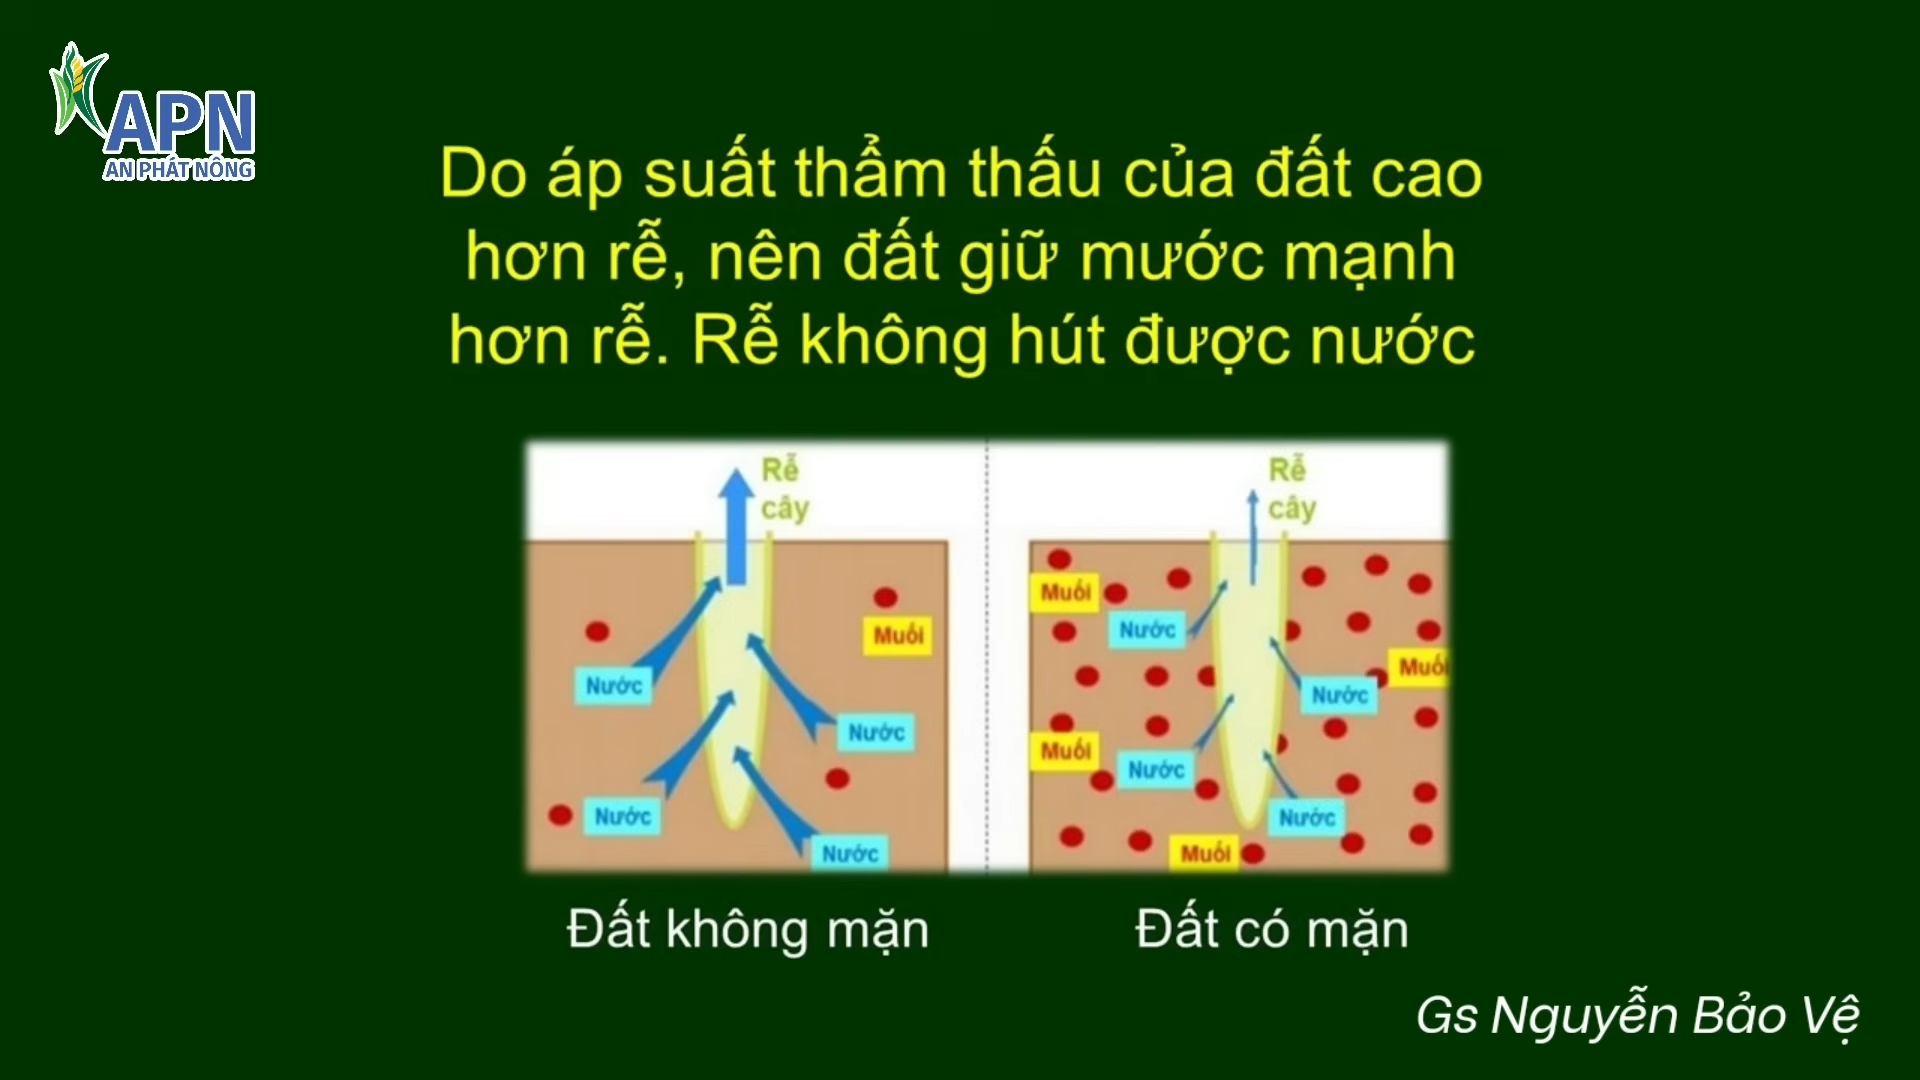 APN
AN PHÁT NÔNG
Do áp suất thẩm thấu của đất cao
hơn rễ, nên đất giữ mước mạnh
hơn rễ. Rễ không hút được nước
Rễ
cây
Muối
Nước
Nước
Nước
Nước
Rễ
cây
Muối
Nước
Muối
Nước
Muối
Nước
Nước
Muối
Đất không mặn
Đất có mặn
Gs Nguyễn Bảo Vệ